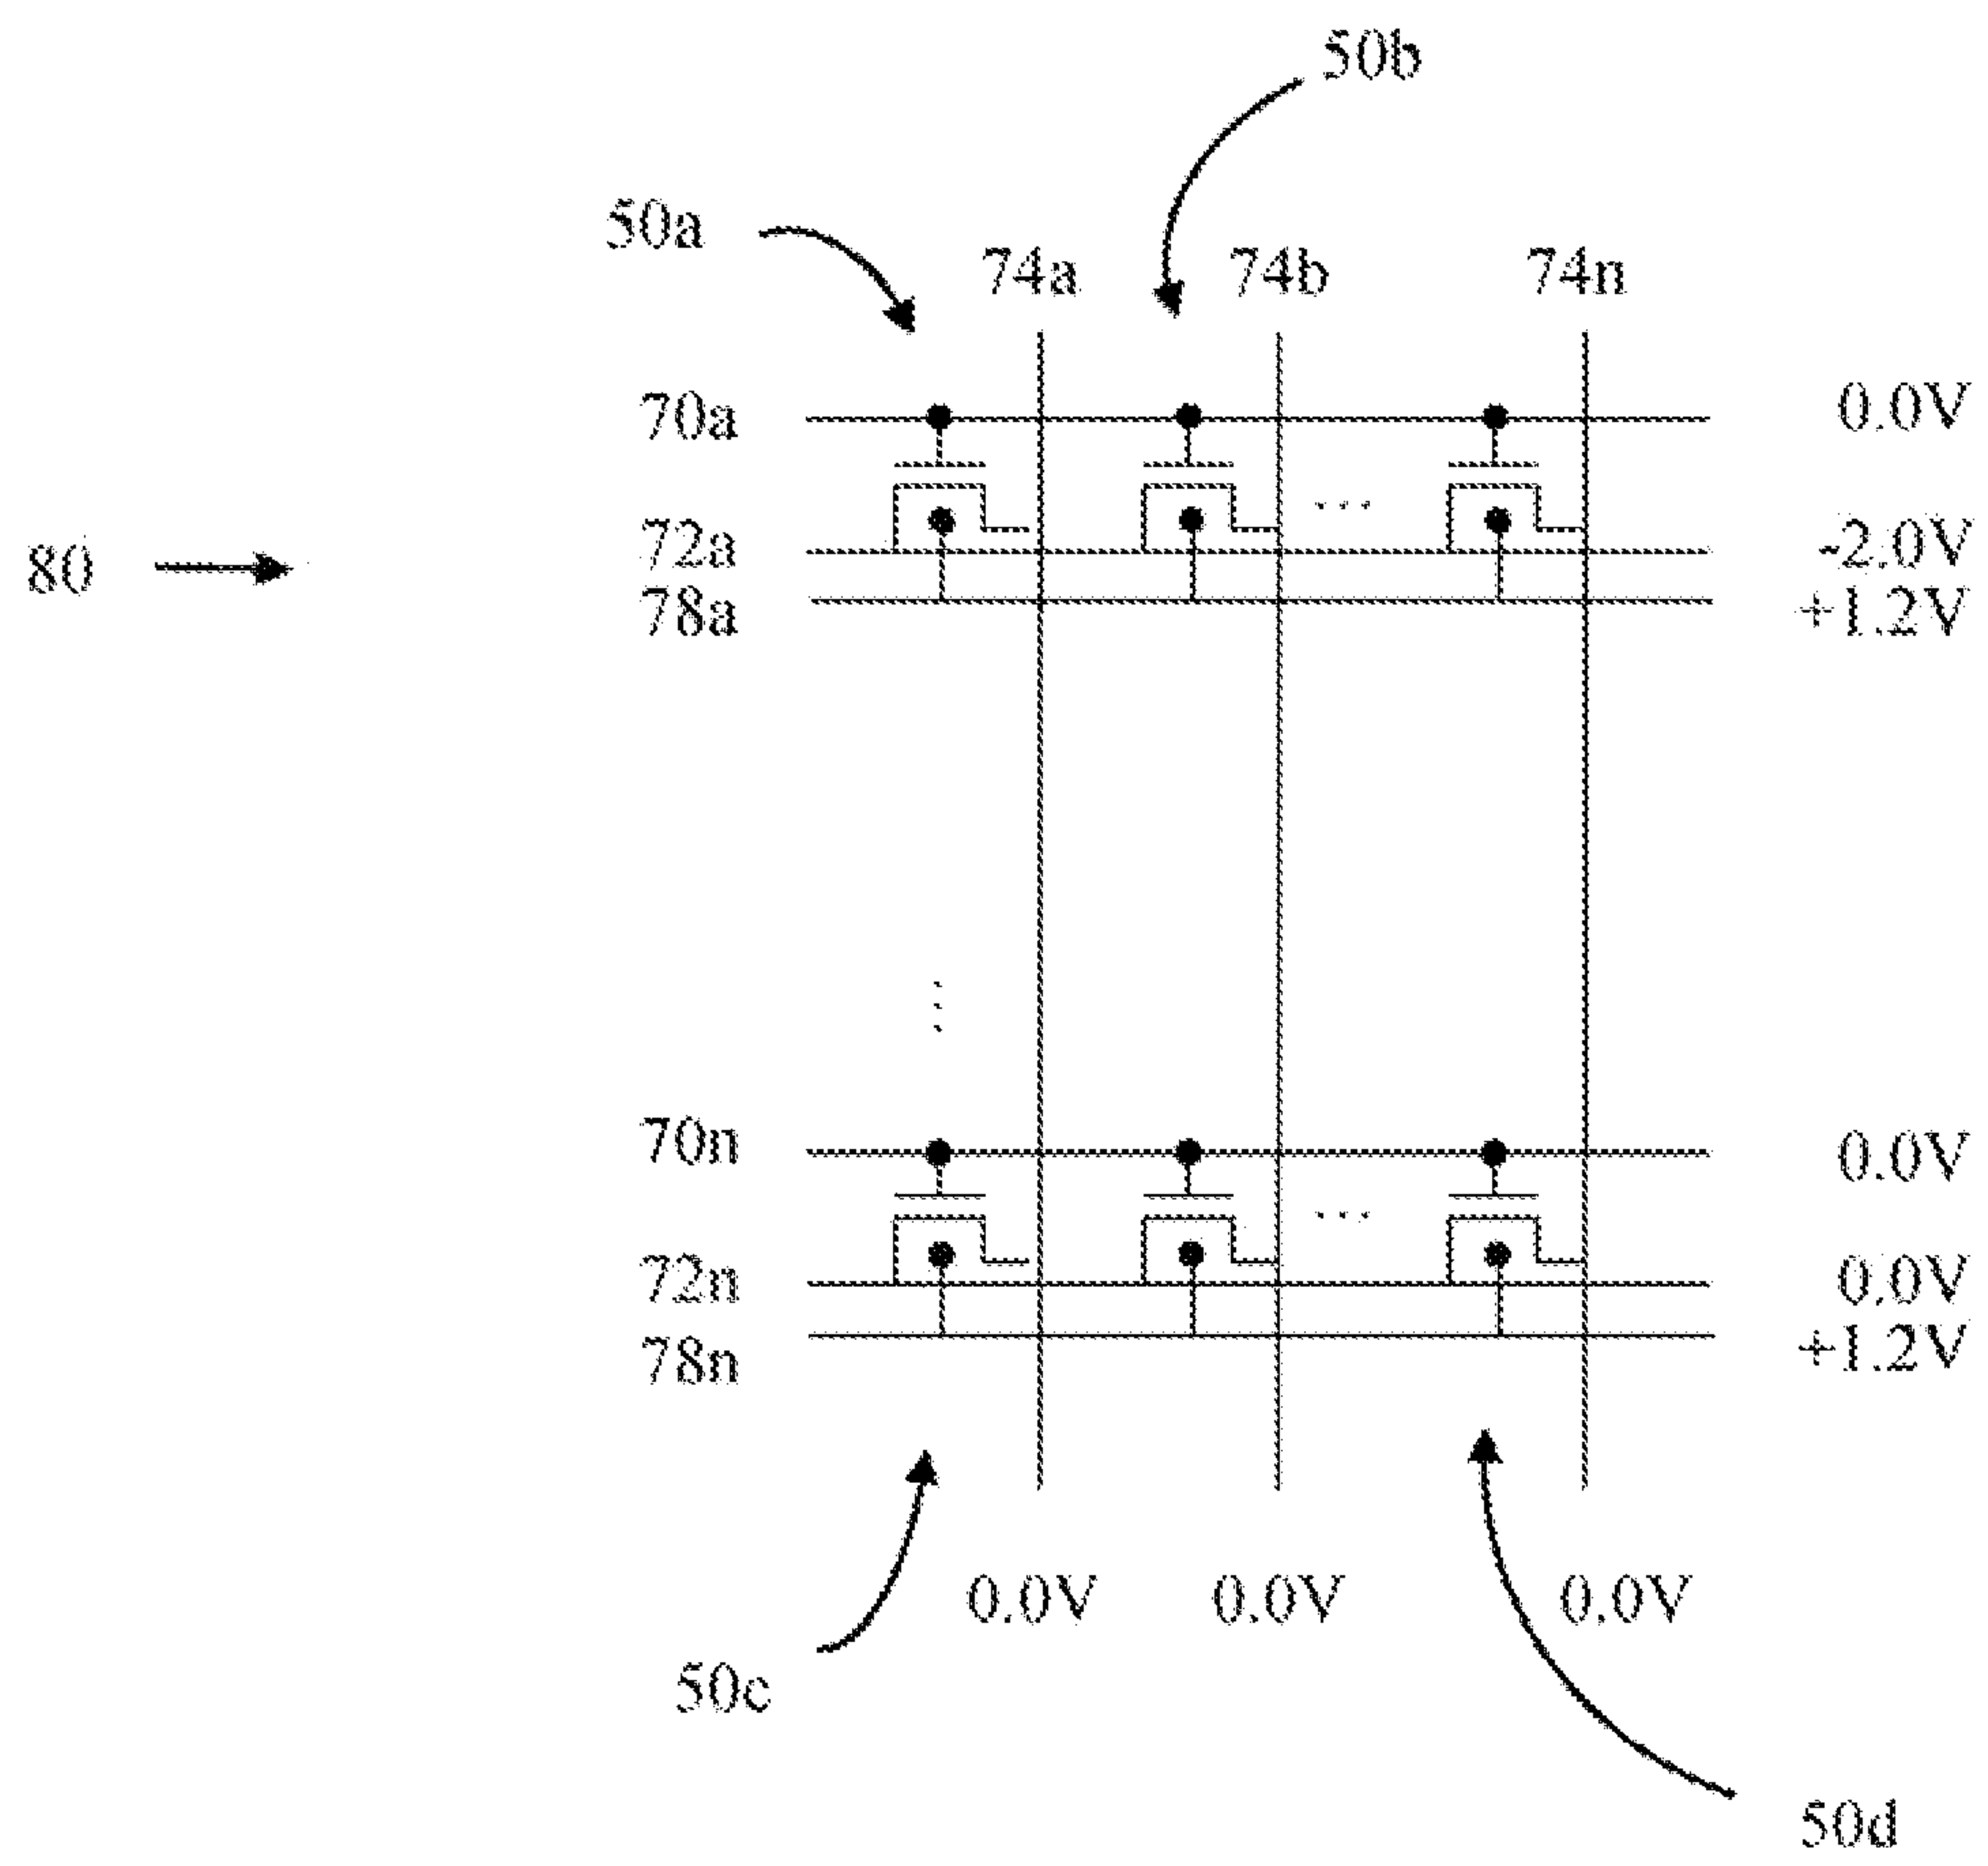 50b
50a
74a 74b 74n
70a 0.0V
72a -2.0V
80
78a +1.2V
70n 0.0V
72n 0.0V
78n +1.2V
0.0V 0.0V 0.0V
50c
50d